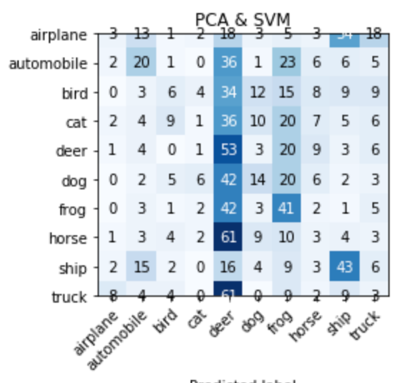 PCA & SVM
airplane 3 13 1 2 18 3 5 3 34 18
automobile 2 20 1 0 36 1 23 6 6 5
bird 0 3 6 4 34 12 15 8 9 9
cat 2 4 9 1 36 10 20 7 5 6
deer 1 4 0 1 53 3 20 9 3 6
dog 0 2 5 6 42 14 20 6 2 3
frog 0 3 1 2 42 3 41 2 1 5
horse 1 3 4 2 61 9 10 3 4 3
ship 2 15 2 0 16 4 9 3 43 6
truck 8 4 4 0 61 0 9 2 9 3
airplane automobile bird cat deer dog frog horse ship truck
Predicted label